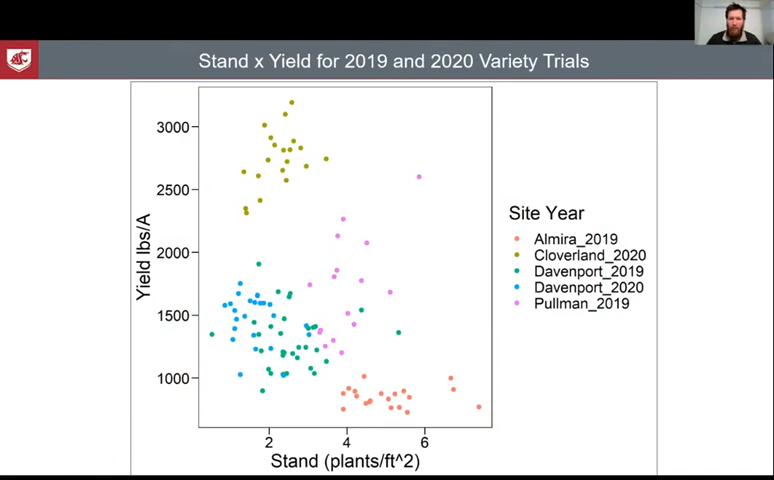 Stand x Yield for 2019 and 2020 Variety Trials
3000
2500
2000
1500
1000
Yield lbs/A
2 4 6
Stand (plants/ft^2)
Site Year
Almira_2019
Cloverland_2020
Davenport_2019
Davenport_2020
Pullman_2019